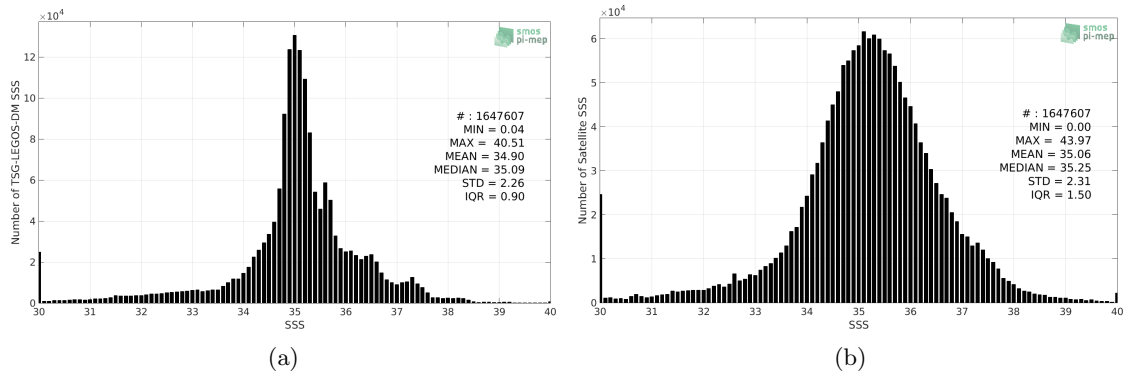 ×10⁴
12
10
8
6
4
2
0
Number of TSG-LEGOS-DM SSS
30 31 32 33 34 35 36 37 38 39 40
SSS
smos
pi-mep
# : 1647607
MIN = 0.04
MAX = 40.51
MEAN = 34.90
MEDIAN = 35.09
STD = 2.26
IQR = 0.90
(a)
×10⁴
6
5
4
3
2
1
0
Number of Satellite SSS
30 31 32 33 34 35 36 37 38 39 40
SSS
smos
pi-mep
# : 1647607
MIN = 0.00
MAX = 43.97
MEAN = 35.06
MEDIAN = 35.25
STD = 2.31
IQR = 1.50
(b)